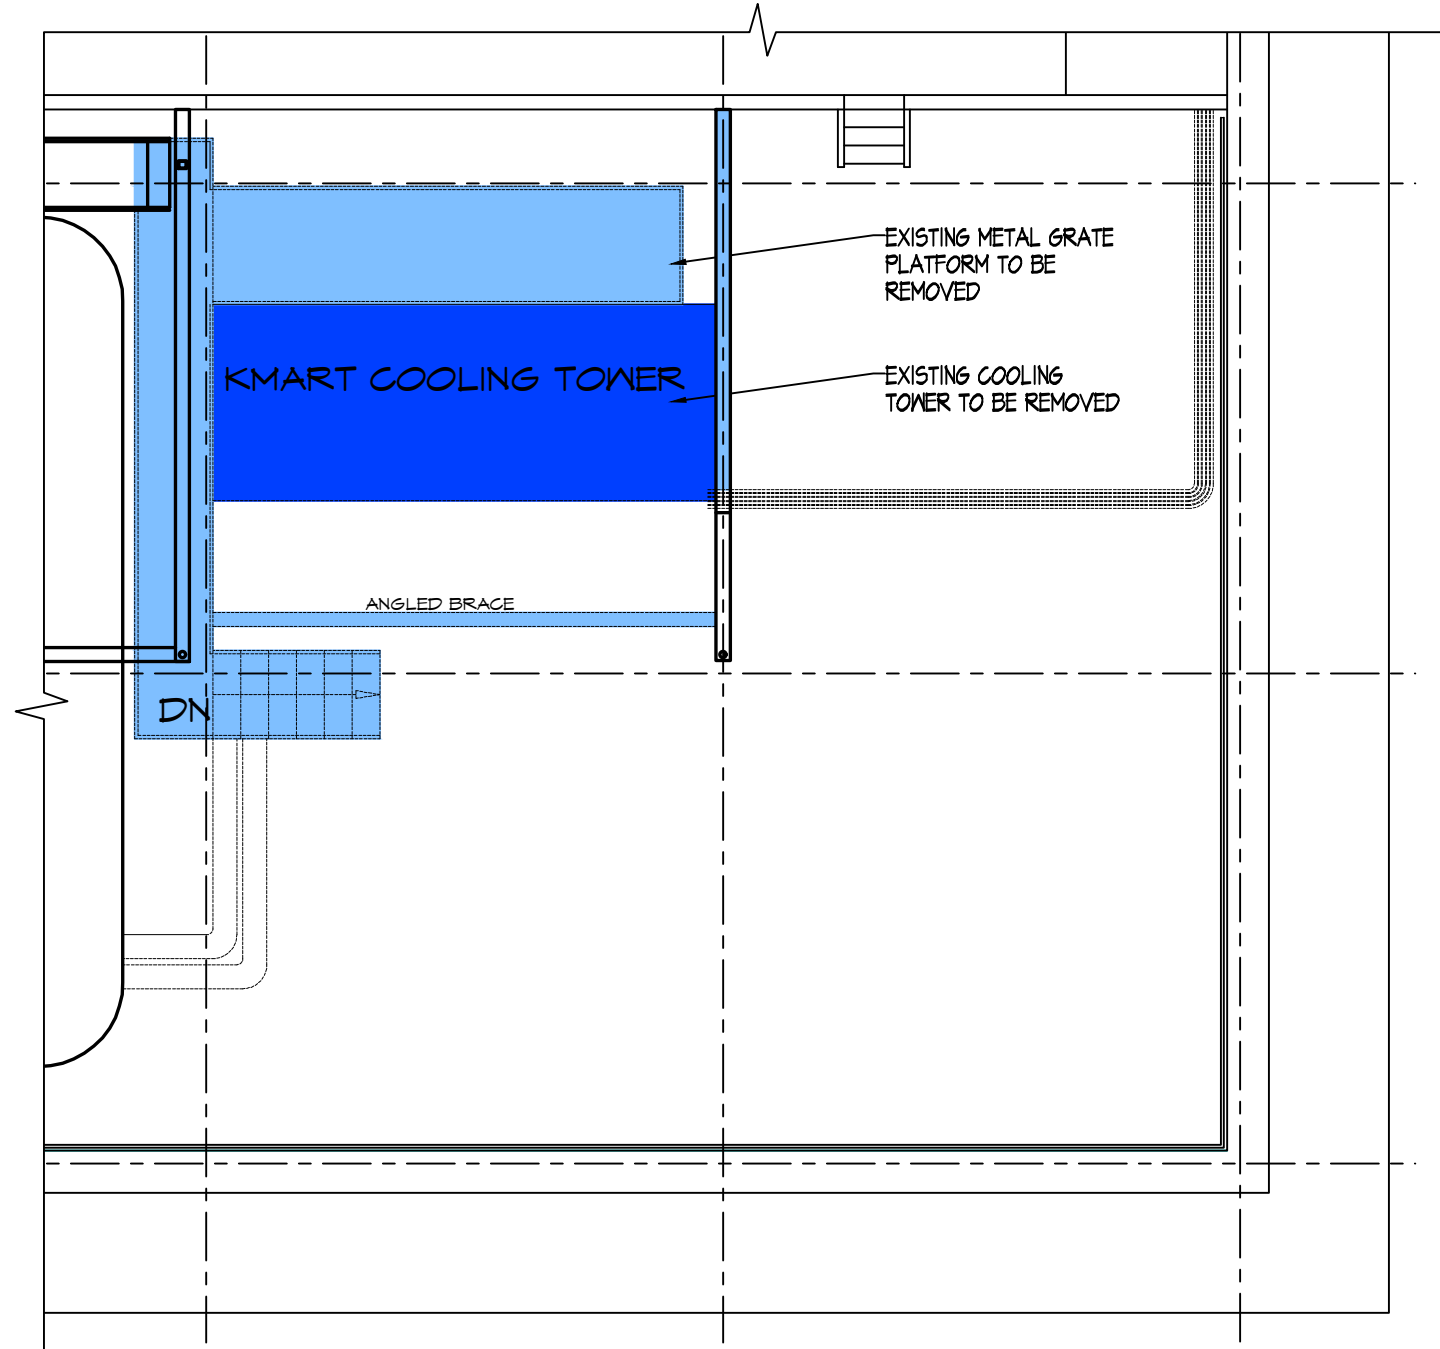 EXISTING METAL GRATE
PLATFORM TO BE
REMOVED
KMART COOLING TOWER
EXISTING COOLING
TOWER TO BE REMOVED
ANGLED BRACE
DN